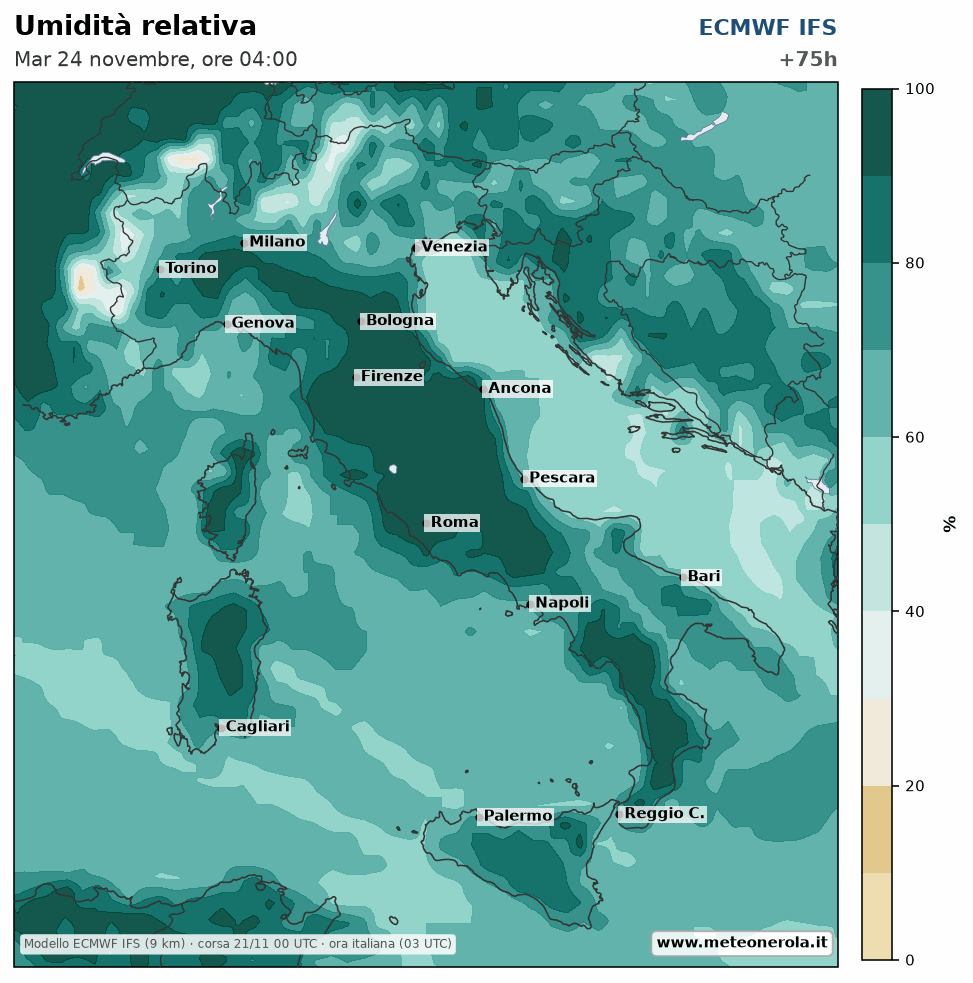 Umidità relativa
ECMWF IFS
Mar 24 novembre, ore 04:00
+75h
100
80
60
40
20
0
%
Milano
Venezia
Torino
Genova
Bologna
Firenze
Ancona
Pescara
Roma
Bari
Napoli
Cagliari
Palermo
Reggio C.
Modello ECMWF IFS (9 km) · corsa 21/11 00 UTC · ora italiana (03 UTC)
www.meteonerola.it